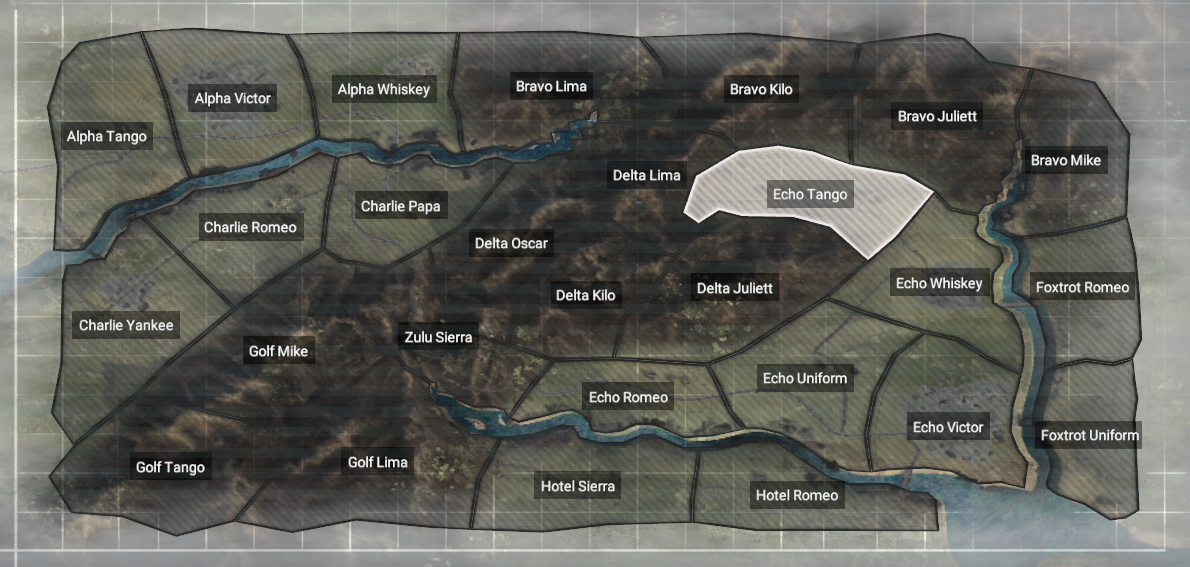 Bravo Lima
Bravo Kilo
Alpha Whiskey
Alpha Victor
Bravo Juliett
Alpha Tango
Bravo Mike
Delta Lima
Echo Tango
Charlie Papa
Charlie Romeo
Delta Oscar
Echo Whiskey
Foxtrot Romeo
Delta Juliett
Delta Kilo
Charlie Yankee
Zulu Sierra
Golf Mike
Echo Uniform
Echo Romeo
Echo Victor
Foxtrot Uniform
Golf Lima
Golf Tango
Hotel Sierra
Hotel Romeo